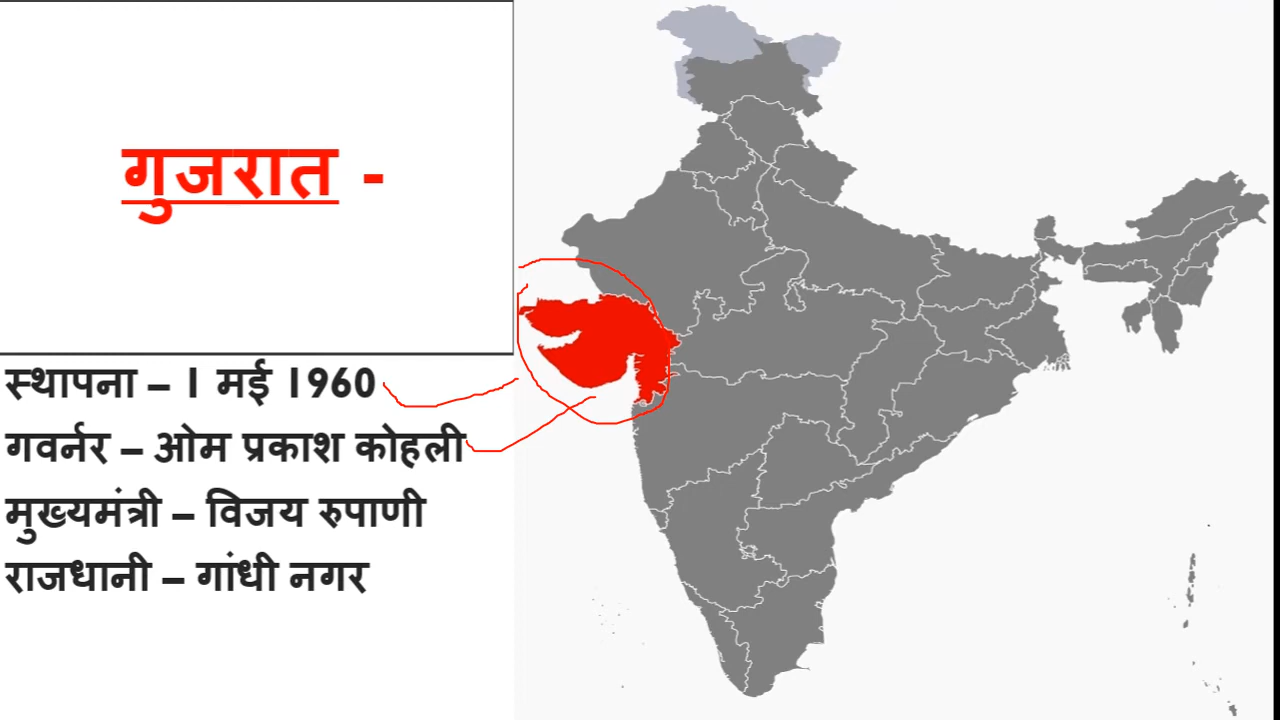 गुजरात -
स्थापना – 1 मई 1960
गवर्नर – ओम प्रकाश कोहली
मुख्यमंत्री – विजय रुपाणी
राजधानी – गांधी नगर